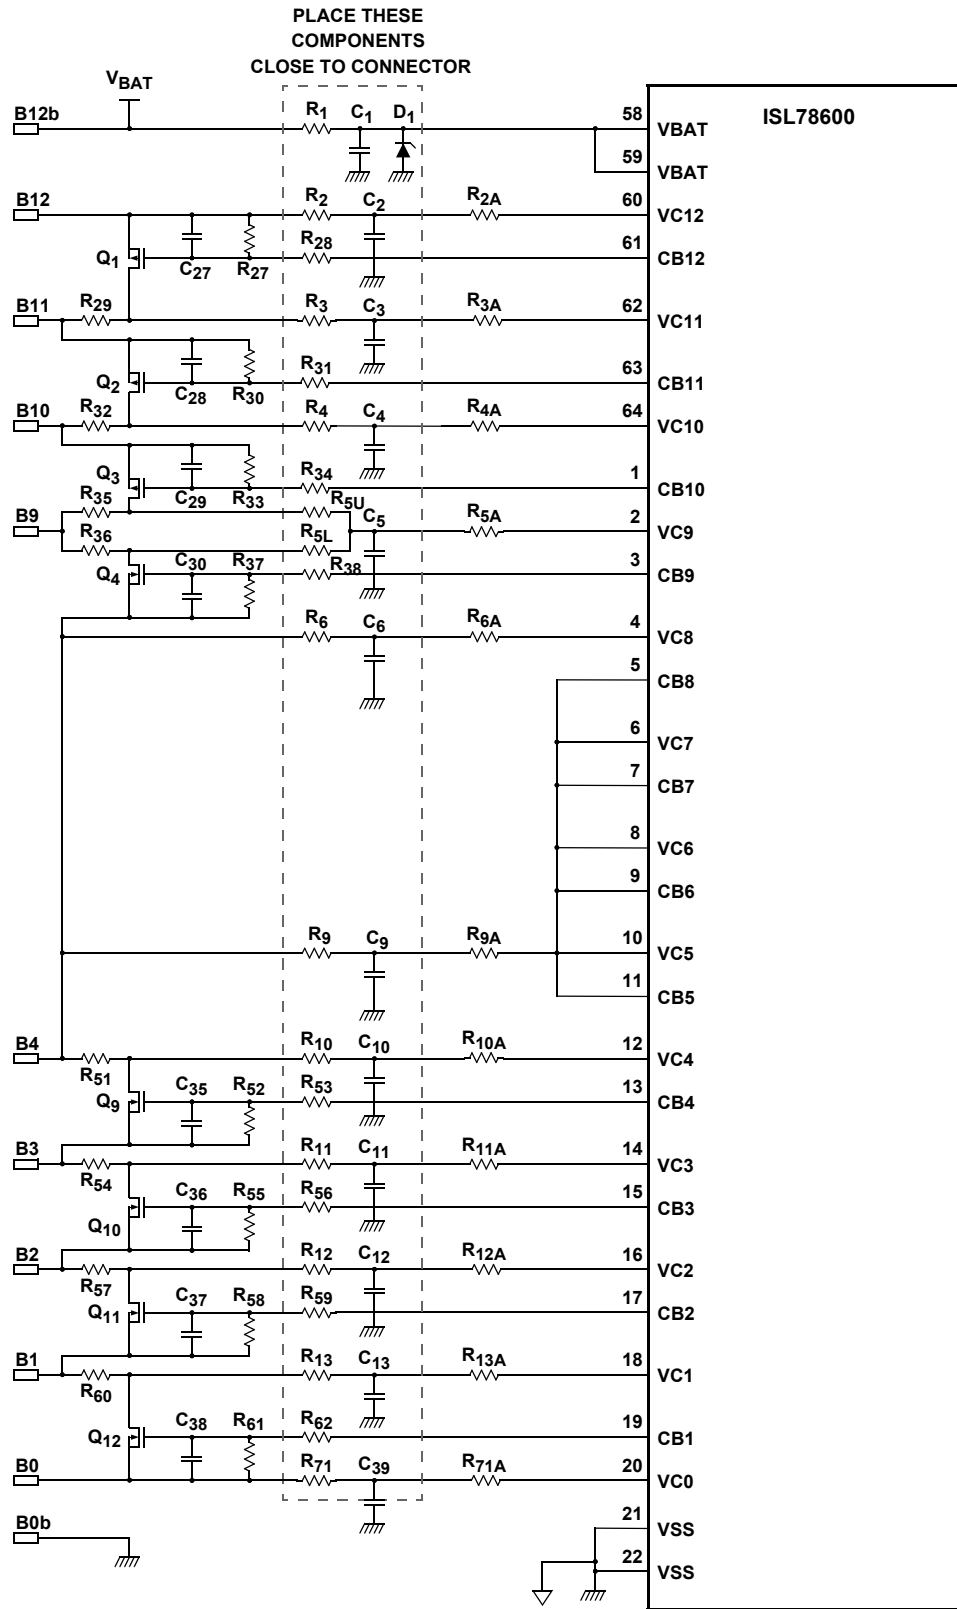 PLACE THESE
COMPONENTS
CLOSE TO CONNECTOR
VBAT
B12b R1 C1 D1 58 VBAT ISL78600
59 VBAT
B12 R2 C2 R2A 60 VC12
Q1 C27 R27 R28 61 CB12
B11 R29 R3 C3 R3A 62 VC11
Q2 C28 R30 R31 63 CB11
B10 R32 R4 C4 R4A 64 VC10
Q3 C29 R33 R34 1 CB10
B9 R35 R5U C5 R5A 2 VC9
R36 R5L
Q4 C30 R37 R38 3 CB9
R6 C6 R6A 4 VC8
5 CB8
6 VC7
7 CB7
8 VC6
9 CB6
R9 C9 R9A 10 VC5
11 CB5
B4 R51 R10 C10 R10A 12 VC4
Q9 C35 R52 R53 13 CB4
B3 R54 R11 C11 R11A 14 VC3
Q10 C36 R55 R56 15 CB3
B2 R57 R12 C12 R12A 16 VC2
Q11 C37 R58 R59 17 CB2
B1 R60 R13 C13 R13A 18 VC1
Q12 C38 R61 R62 19 CB1
B0 R71 C39 R71A 20 VC0
B0b 21 VSS
22 VSS